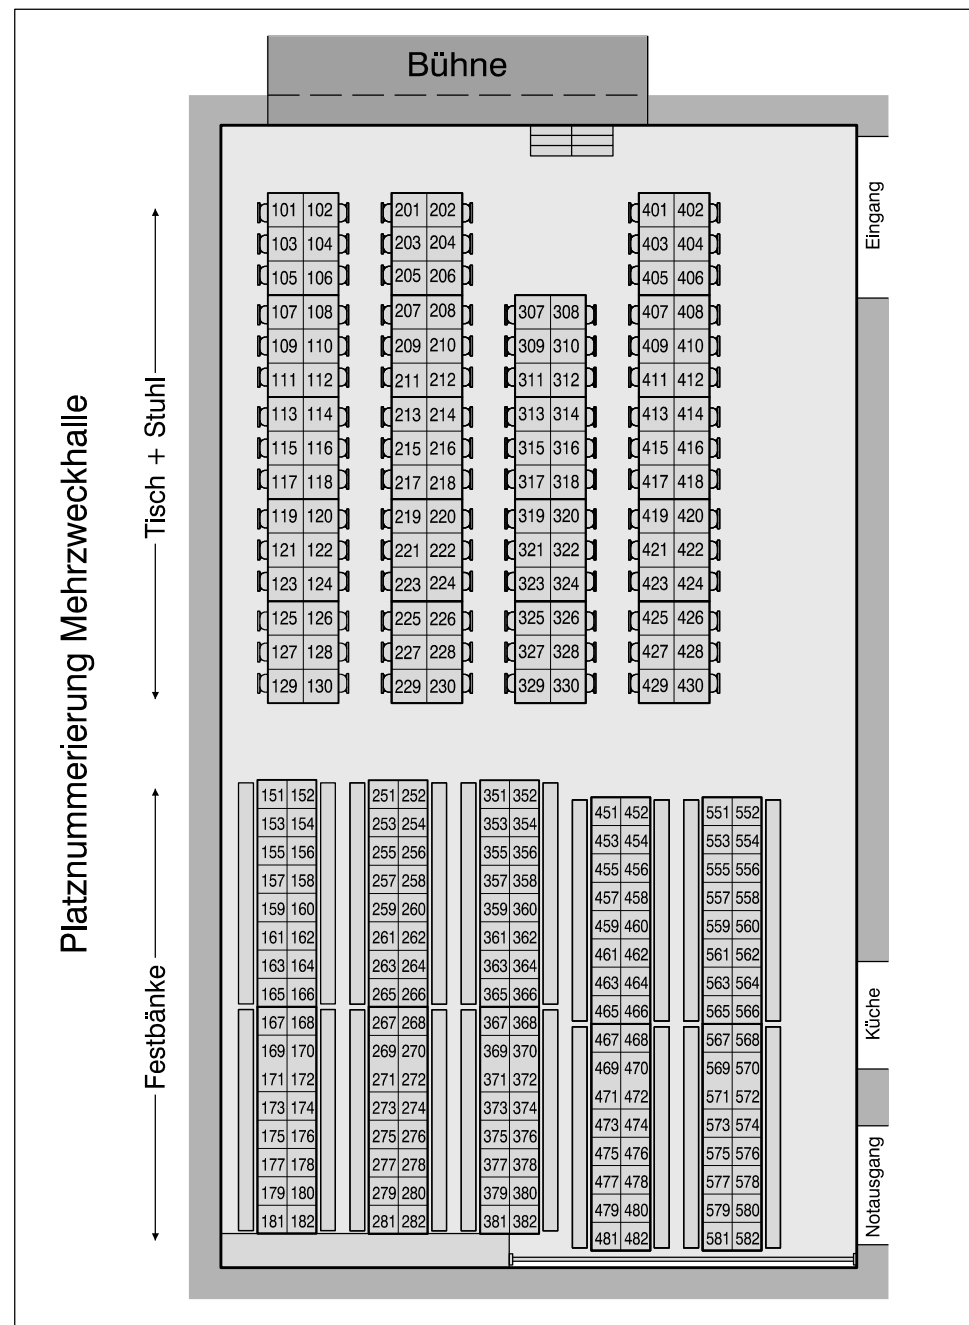 Bühne
Eingang
Platznummerierung Mehrzweckhalle
Tisch + Stuhl
101 102 201 202 401 402
103 104 203 204 403 404
105 106 205 206 405 406
107 108 207 208 307 308 407 408
109 110 209 210 309 310 409 410
111 112 211 212 311 312 411 412
113 114 213 214 313 314 413 414
115 116 215 216 315 316 415 416
117 118 217 218 317 318 417 418
119 120 219 220 319 320 419 420
121 122 221 222 321 322 421 422
123 124 223 224 323 324 423 424
125 126 225 226 325 326 425 426
127 128 227 228 327 328 427 428
129 130 229 230 329 330 429 430
Festbänke
151 152 251 252 351 352 451 452 551 552
153 154 253 254 353 354 453 454 553 554
155 156 255 256 355 356 455 456 555 556
157 158 257 258 357 358 457 458 557 558
159 160 259 260 359 360 459 460 559 560
161 162 261 262 361 362 461 462 561 562
163 164 263 264 363 364 463 464 563 564
165 166 265 266 365 366 465 466 565 566
167 168 267 268 367 368 467 468 567 568
169 170 269 270 369 370 469 470 569 570
171 172 271 272 371 372 471 472 571 572
173 174 273 274 373 374 473 474 573 574
175 176 275 276 375 376 475 476 575 576
177 178 277 278 377 378 477 478 577 578
179 180 279 280 379 380 479 480 579 580
181 182 281 282 381 382 481 482 581 582
Küche
Notausgang